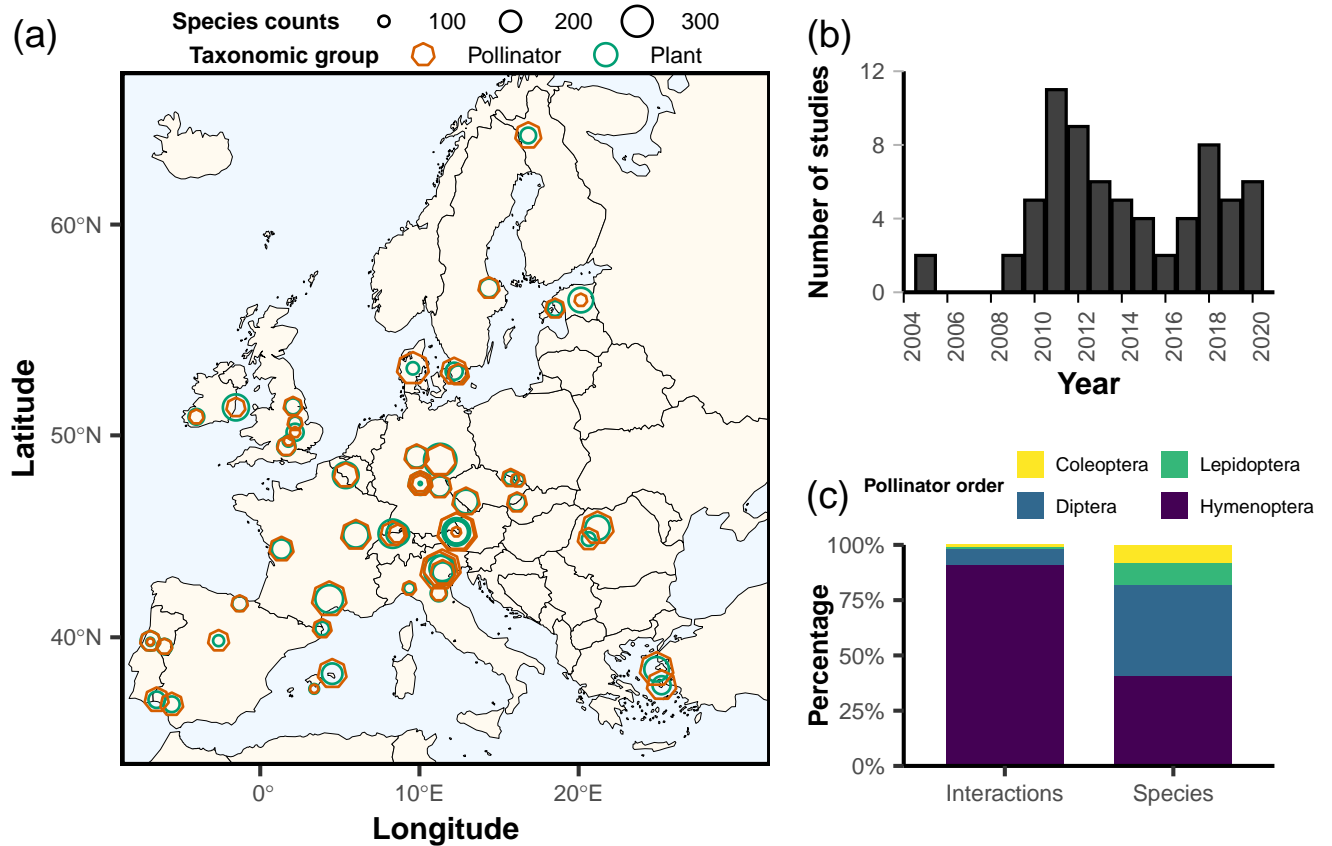 (a)
Species counts 100 200 300
Taxonomic group Pollinator Plant
Latitude
60°N
50°N
40°N
0° 10°E 20°E
Longitude
(b)
Number of studies
12
8
4
0
2004 2006 2008 2010 2012 2014 2016 2018 2020
Year
(c)
Pollinator order
Coleoptera Lepidoptera
Diptera Hymenoptera
Percentage
100%
75%
50%
25%
0%
Interactions Species